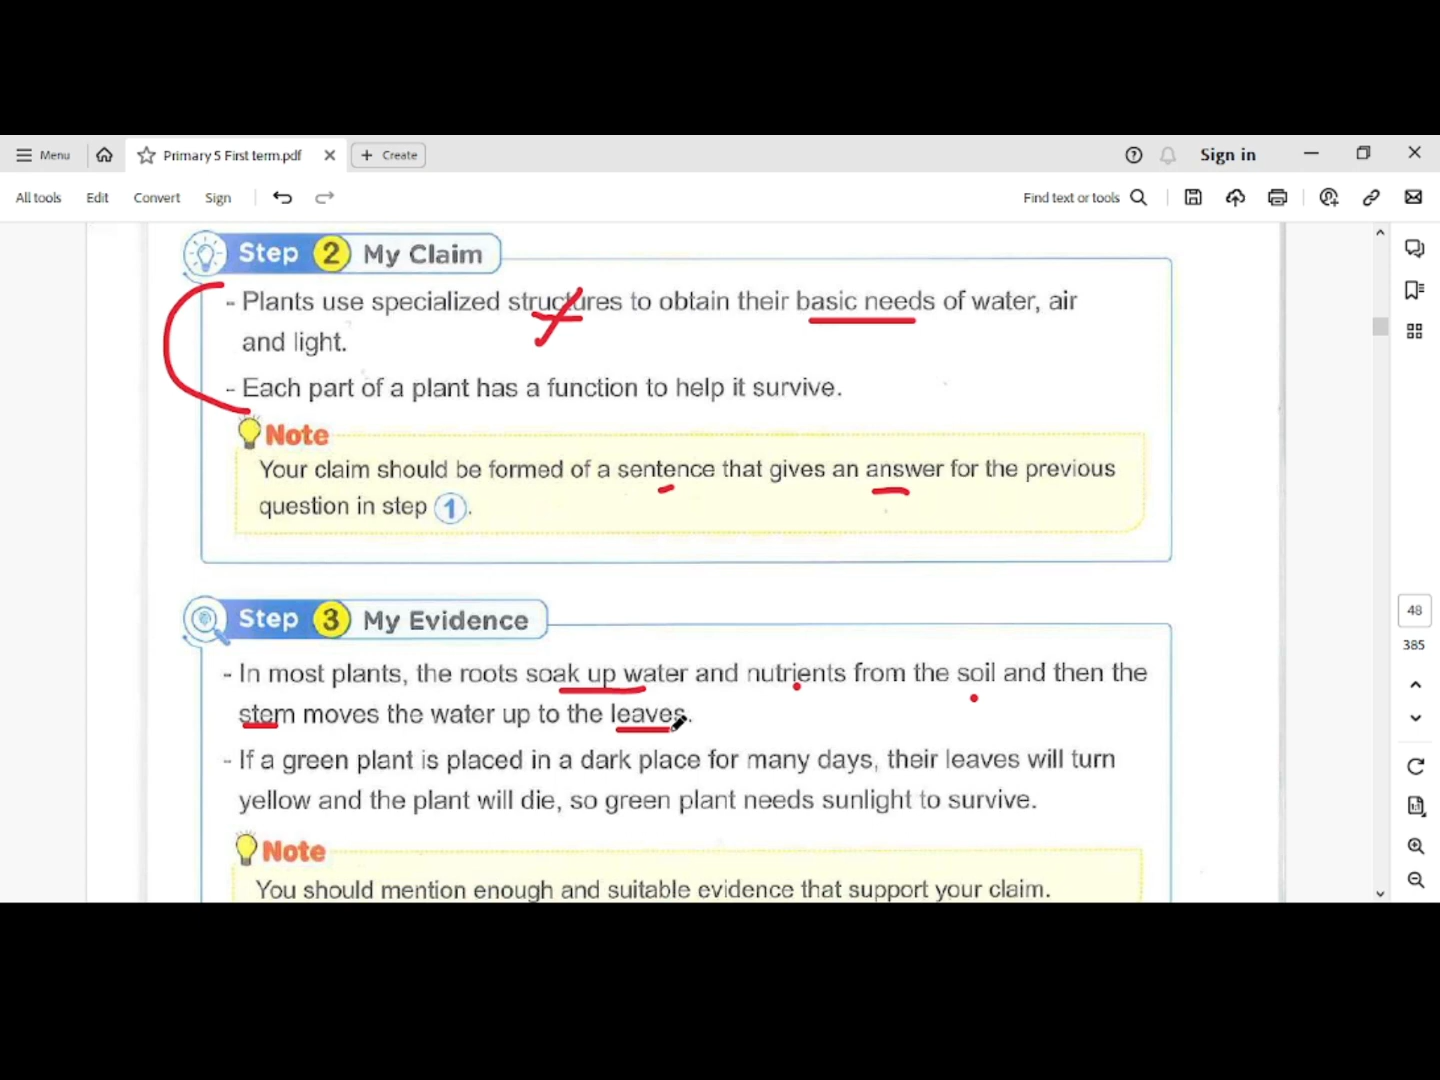 Menu
Primary 5 First term.pdf
Create
Sign in
All tools
Edit
Convert
Sign
Find text or tools
Step 2 My Claim
- Plants use specialized structures to obtain their basic needs of water, air
and light.
- Each part of a plant has a function to help it survive.
Note
Your claim should be formed of a sentence that gives an answer for the previous
question in step 1.
Step 3 My Evidence
- In most plants, the roots soak up water and nutrients from the soil and then the
stem moves the water up to the leaves.
- If a green plant is placed in a dark place for many days, their leaves will turn
yellow and the plant will die, so green plant needs sunlight to survive.
Note
You should mention enough and suitable evidence that support your claim.
48
385